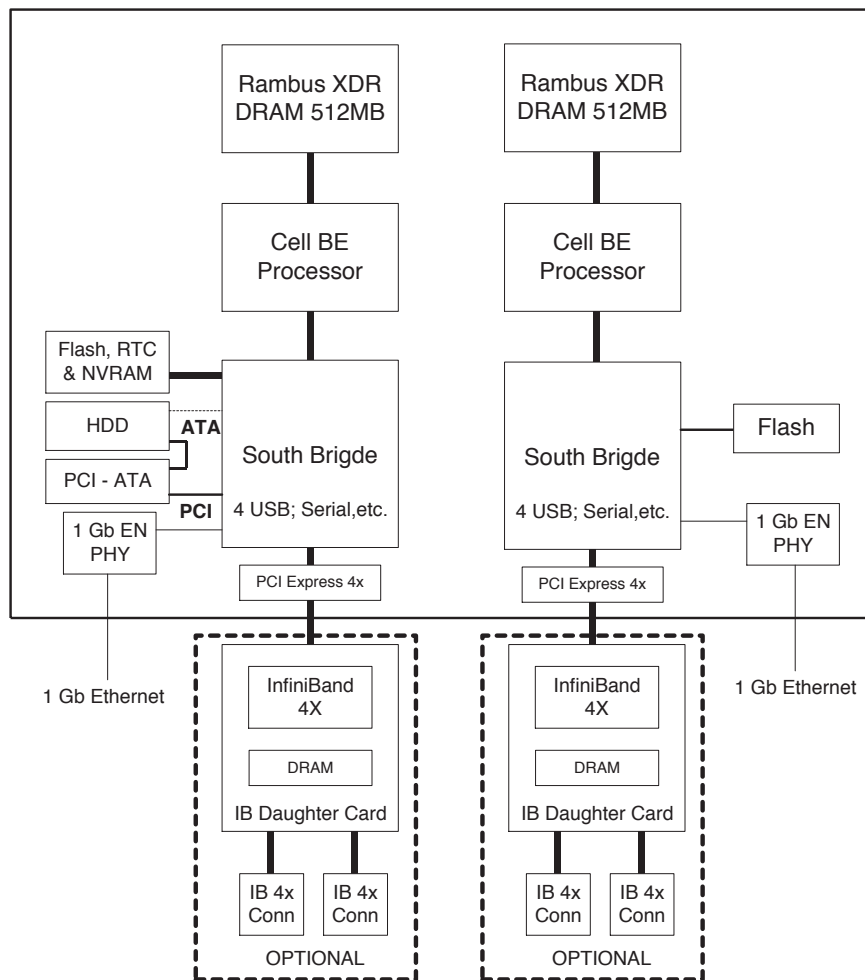 Rambus XDR
DRAM 512MB
Rambus XDR
DRAM 512MB
Cell BE
Processor
Cell BE
Processor
Flash, RTC
& NVRAM
HDD
ATA
PCI - ATA
PCI
1 Gb EN
PHY
South Brigde
4 USB; Serial,etc.
South Brigde
4 USB; Serial,etc.
Flash
1 Gb EN
PHY
PCI Express 4x
PCI Express 4x
1 Gb Ethernet
1 Gb Ethernet
InfiniBand
4X
DRAM
IB Daughter Card
IB 4x
Conn
IB 4x
Conn
OPTIONAL
InfiniBand
4X
DRAM
IB Daughter Card
IB 4x
Conn
IB 4x
Conn
OPTIONAL